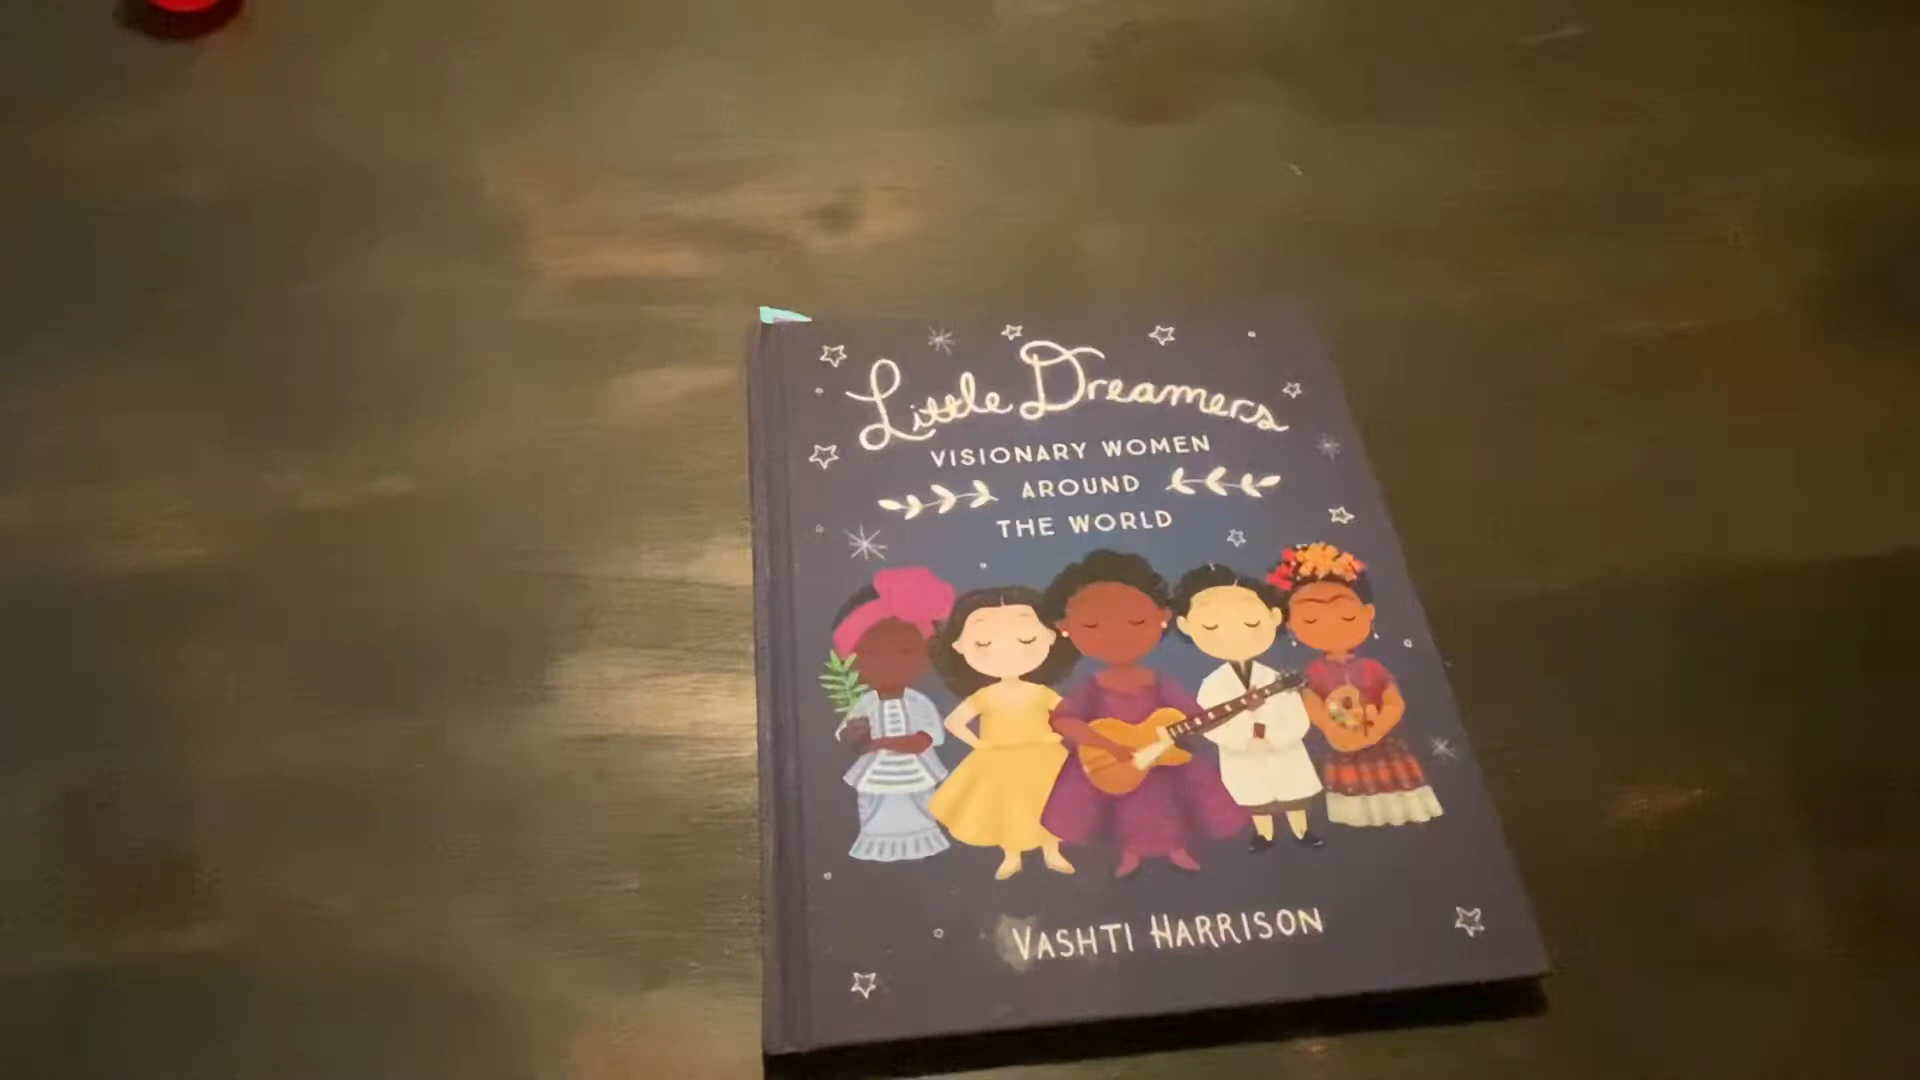 Little Dreamers
VISIONARY WOMEN
AROUND
THE WORLD
VASHTI HARRISON